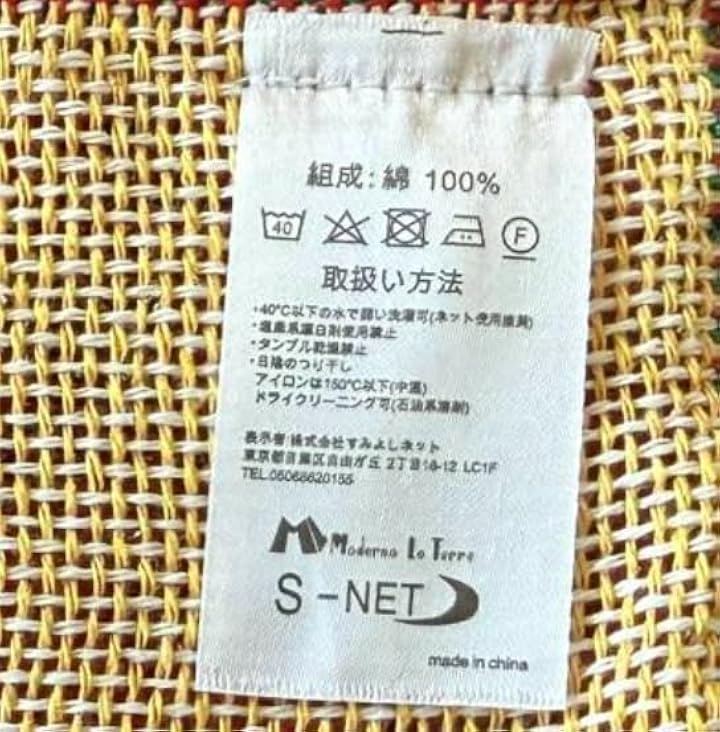 組成:綿 100%
40
F
取扱い方法
・40℃以下の水で弱い洗濯可(ネット使用推奨)
・塩素系漂白剤使用禁止
・タンブル乾燥禁止
・日陰のつり干し
アイロンは150℃以下(中温)
ドライクリーニング可(石油系溶剤)
表示者 株式会社すみよしネット
東京都目黒区自由が丘 2丁目16-12 LC1F
TEL.05068620155
Moderno La Terre
S-NET
made in china